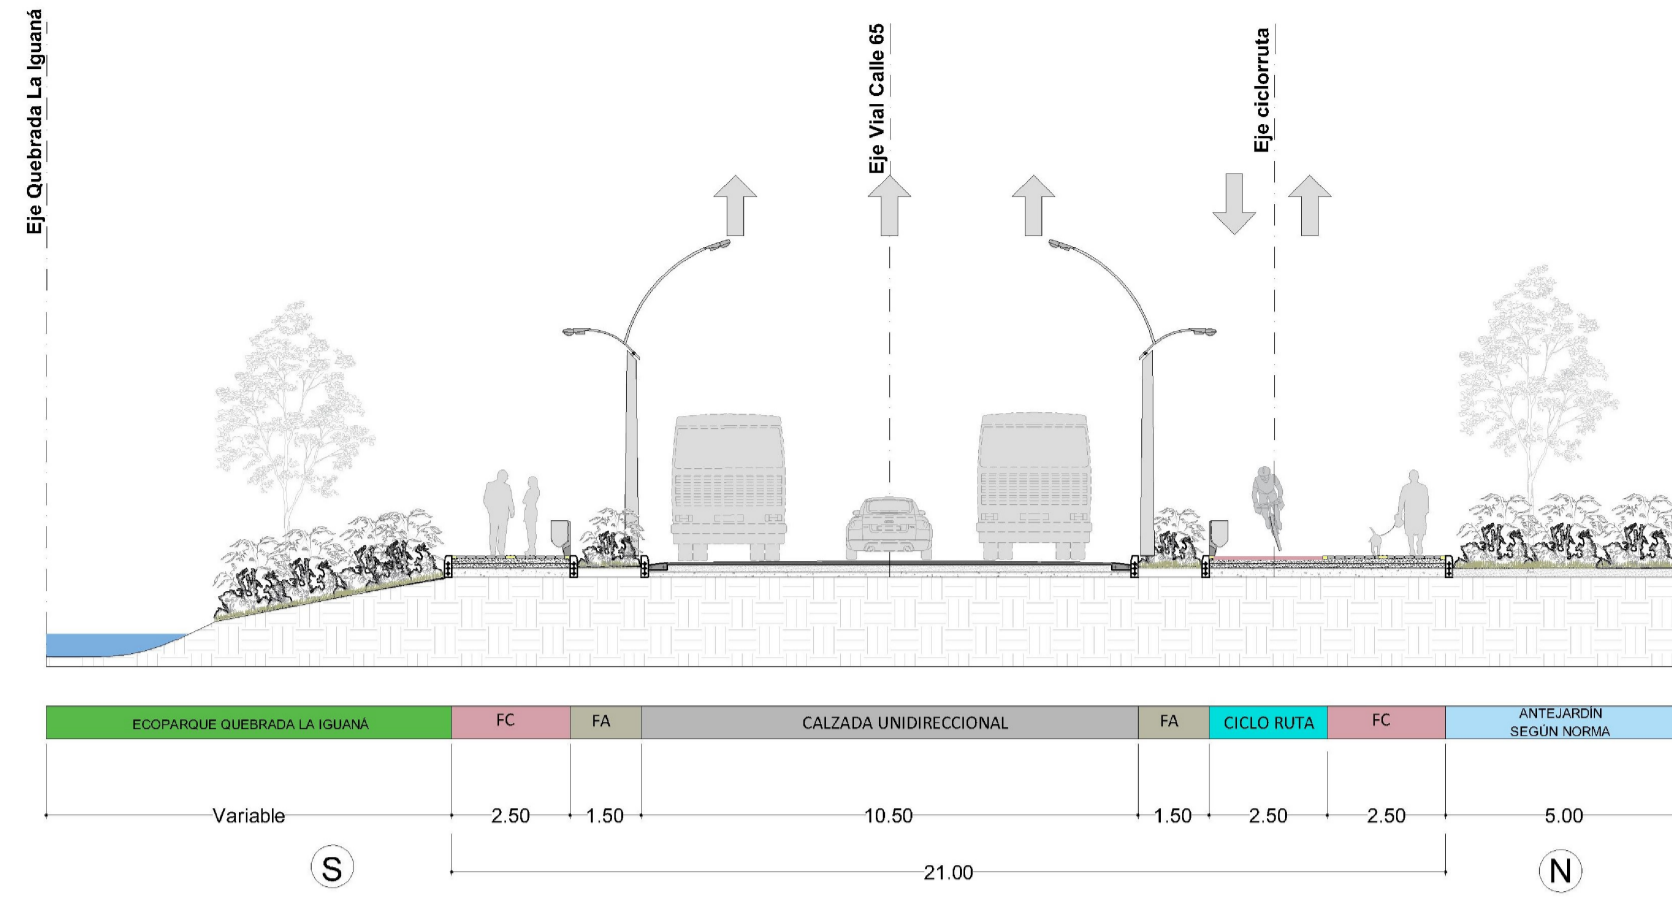 Eje Quebrada La Iguaná
Eje Vial Calle 65
Eje ciclorruta
ECOPARQUE QUEBRADA LA IGUANÁ
FC
FA
CALZADA UNIDIRECCIONAL
FA
CICLO RUTA
FC
ANTEJARDÍN
SEGÚN NORMA
Variable
2.50
1.50
10.50
1.50
2.50
2.50
5.00
S
21.00
N